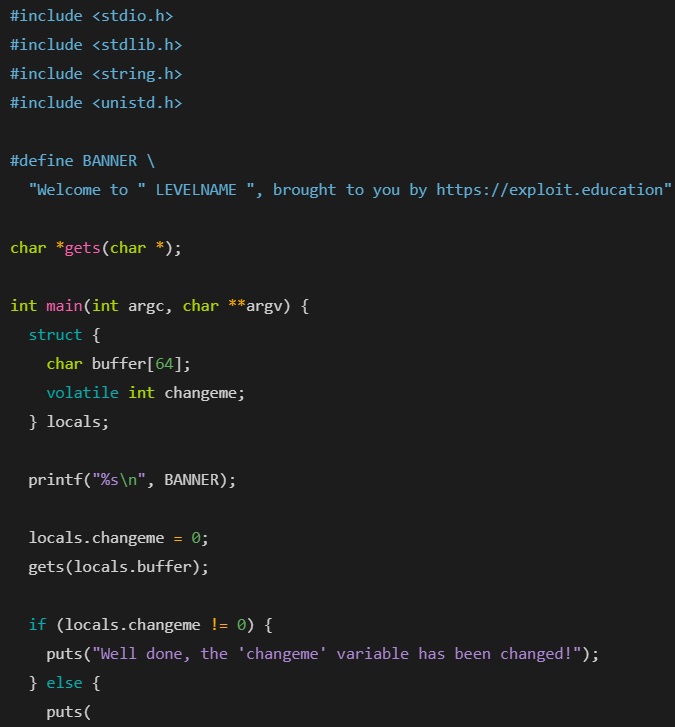 #include <stdio.h>
#include <stdlib.h>
#include <string.h>
#include <unistd.h>
#define BANNER \
"Welcome to " LEVELNAME ", brought to you by https://exploit.education"
char *gets(char *);
int main(int argc, char **argv) {
struct {
char buffer[64];
volatile int changeme;
} locals;
printf("%s\n", BANNER);
locals.changeme = 0;
gets(locals.buffer);
if (locals.changeme != 0) {
puts("Well done, the 'changeme' variable has been changed!");
} else {
puts(